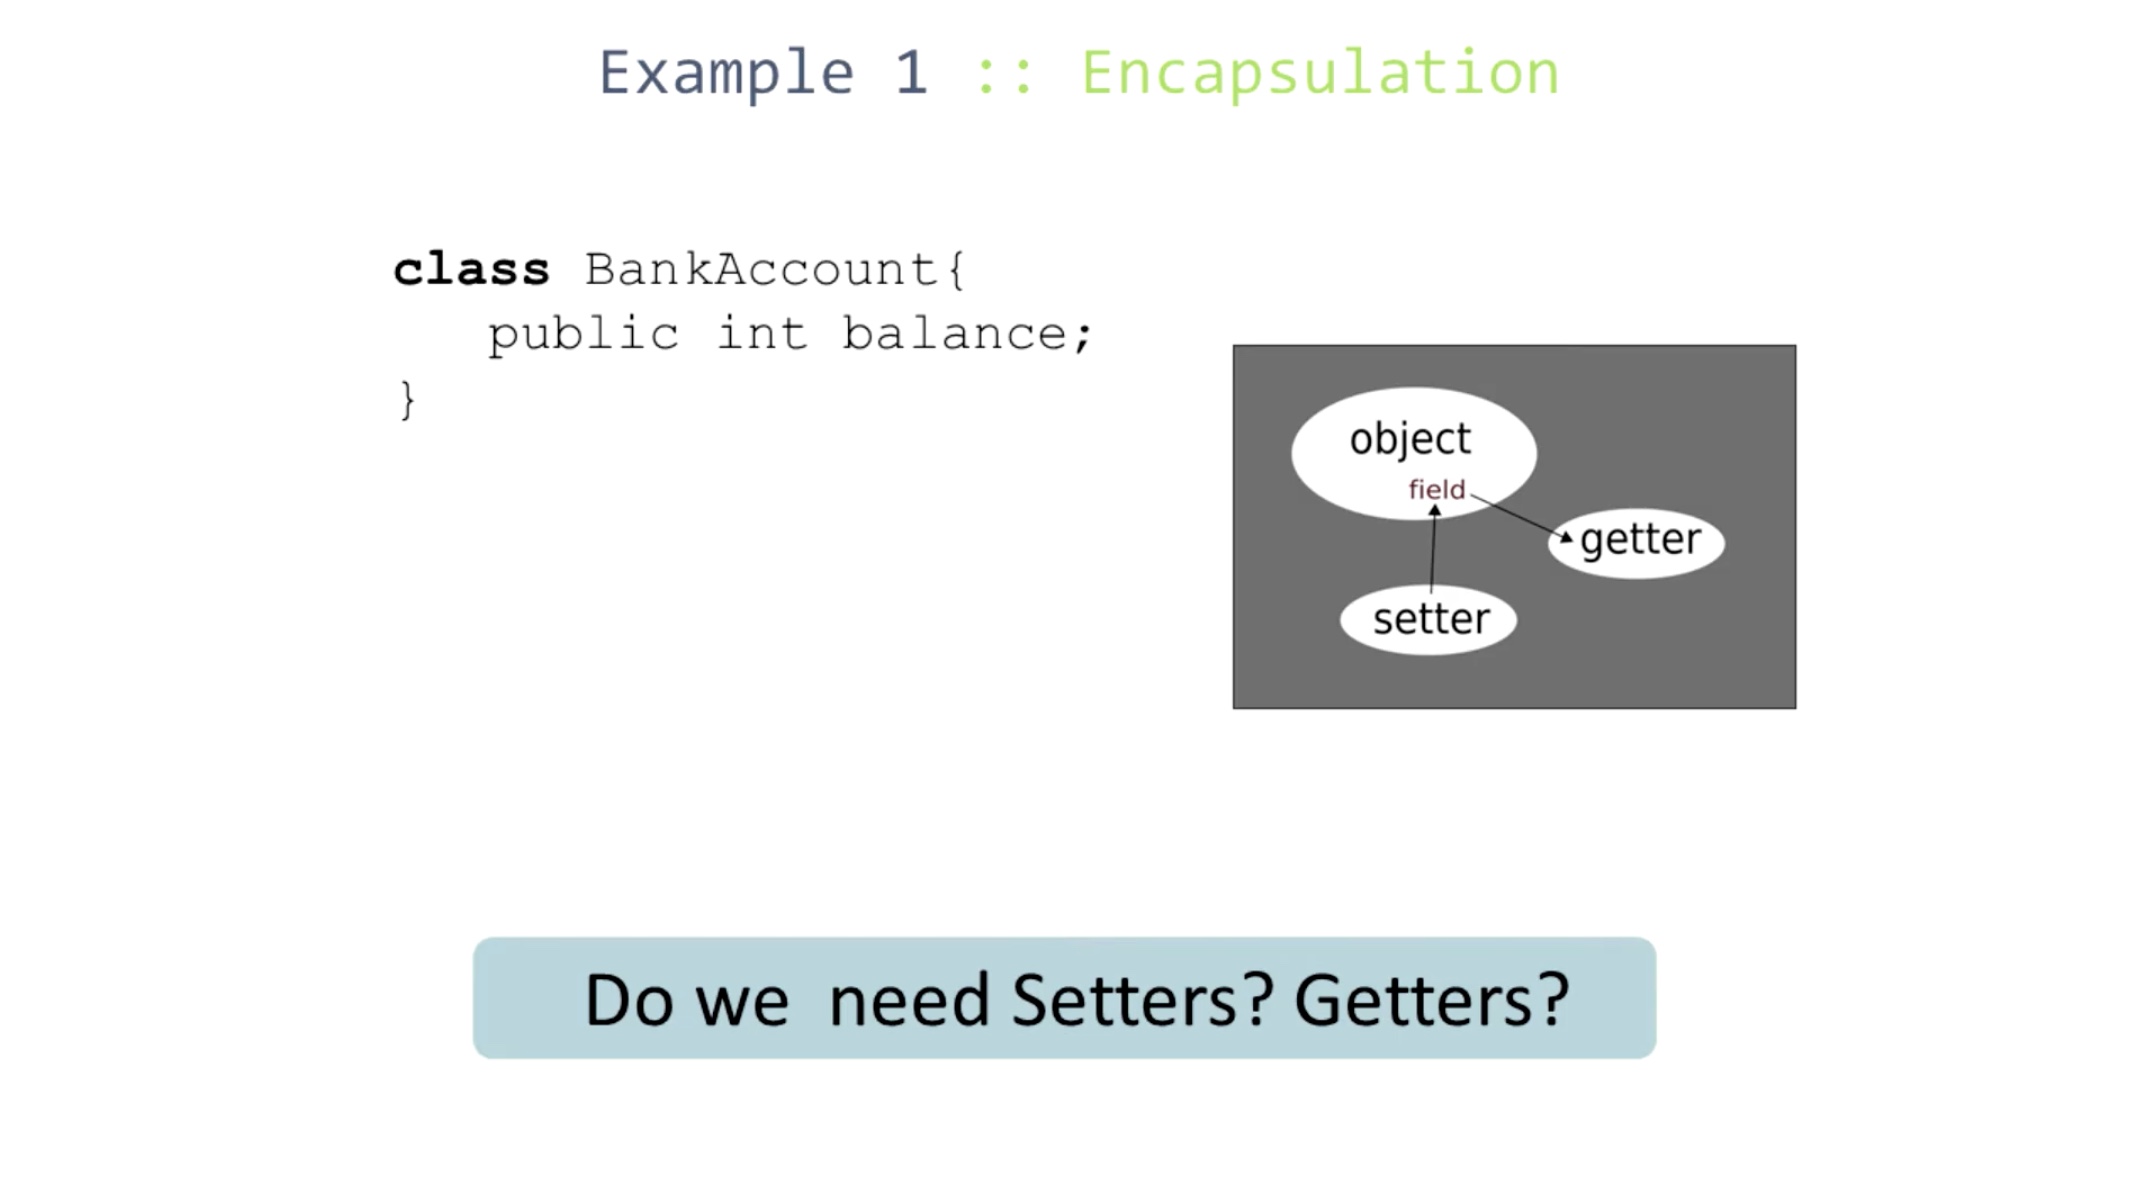 Example 1 :: Encapsulation
class BankAccount{
public int balance;
}
object
field
getter
setter
Do we need Setters? Getters?